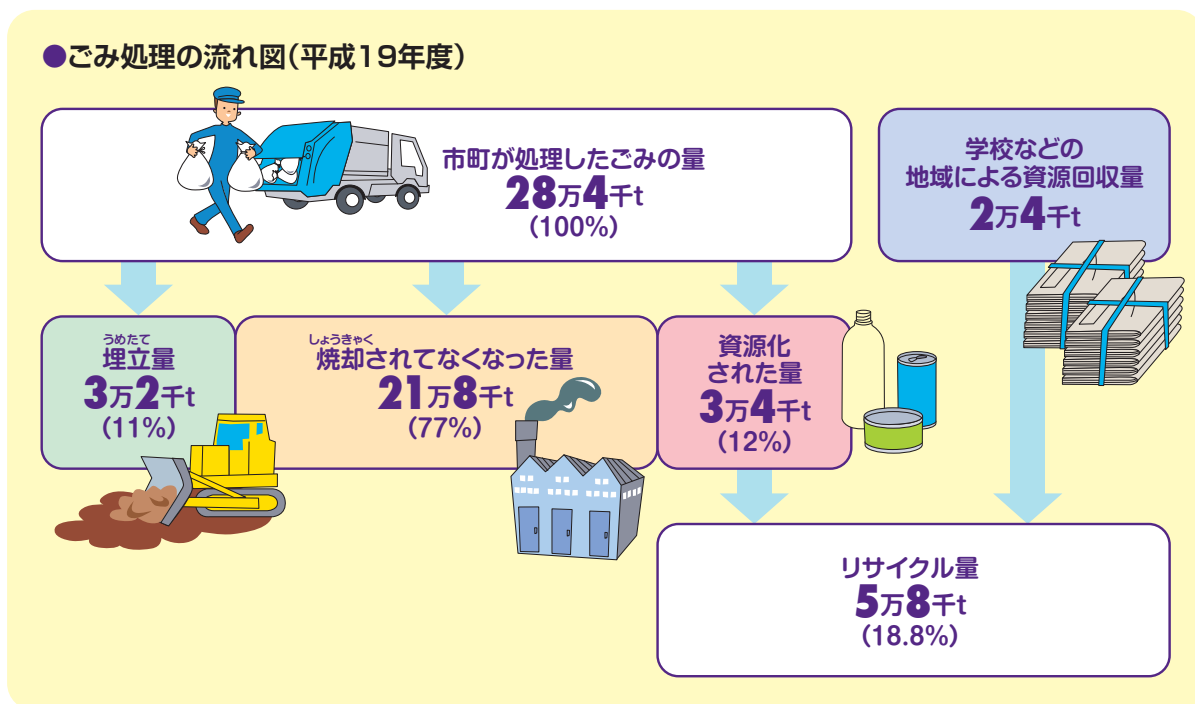 ●ごみ処理の流れ図(平成19年度)
市町が処理したごみの量
28万4千t
(100%)
学校などの
地域による資源回収量
2万4千t
うめたて
埋立量
3万2千t
(11%)
しょうきゃく
焼却されてなくなった量
21万8千t
(77%)
資源化
された量
3万4千t
(12%)
リサイクル量
5万8千t
(18.8%)